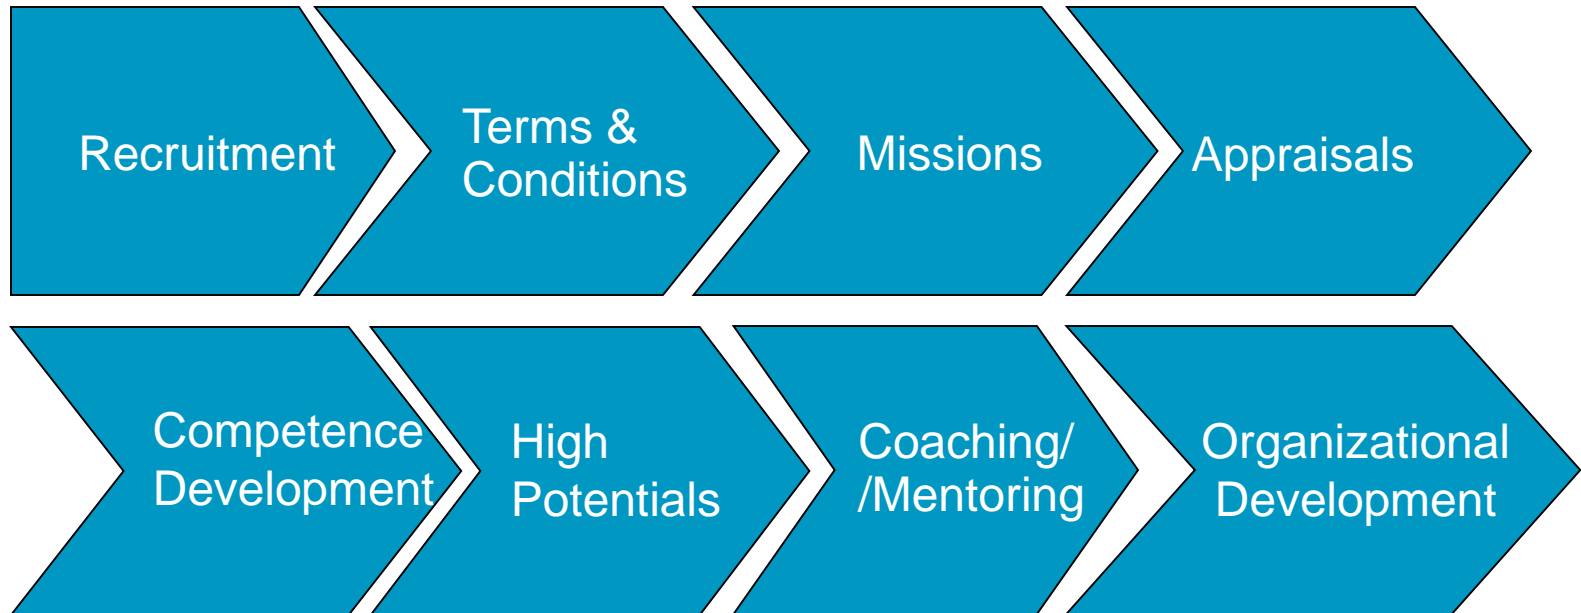 Recruitment
Terms &
Conditions
Missions
Appraisals
Competence
Development
High
Potentials
Coaching/
/Mentoring
Organizational
Development